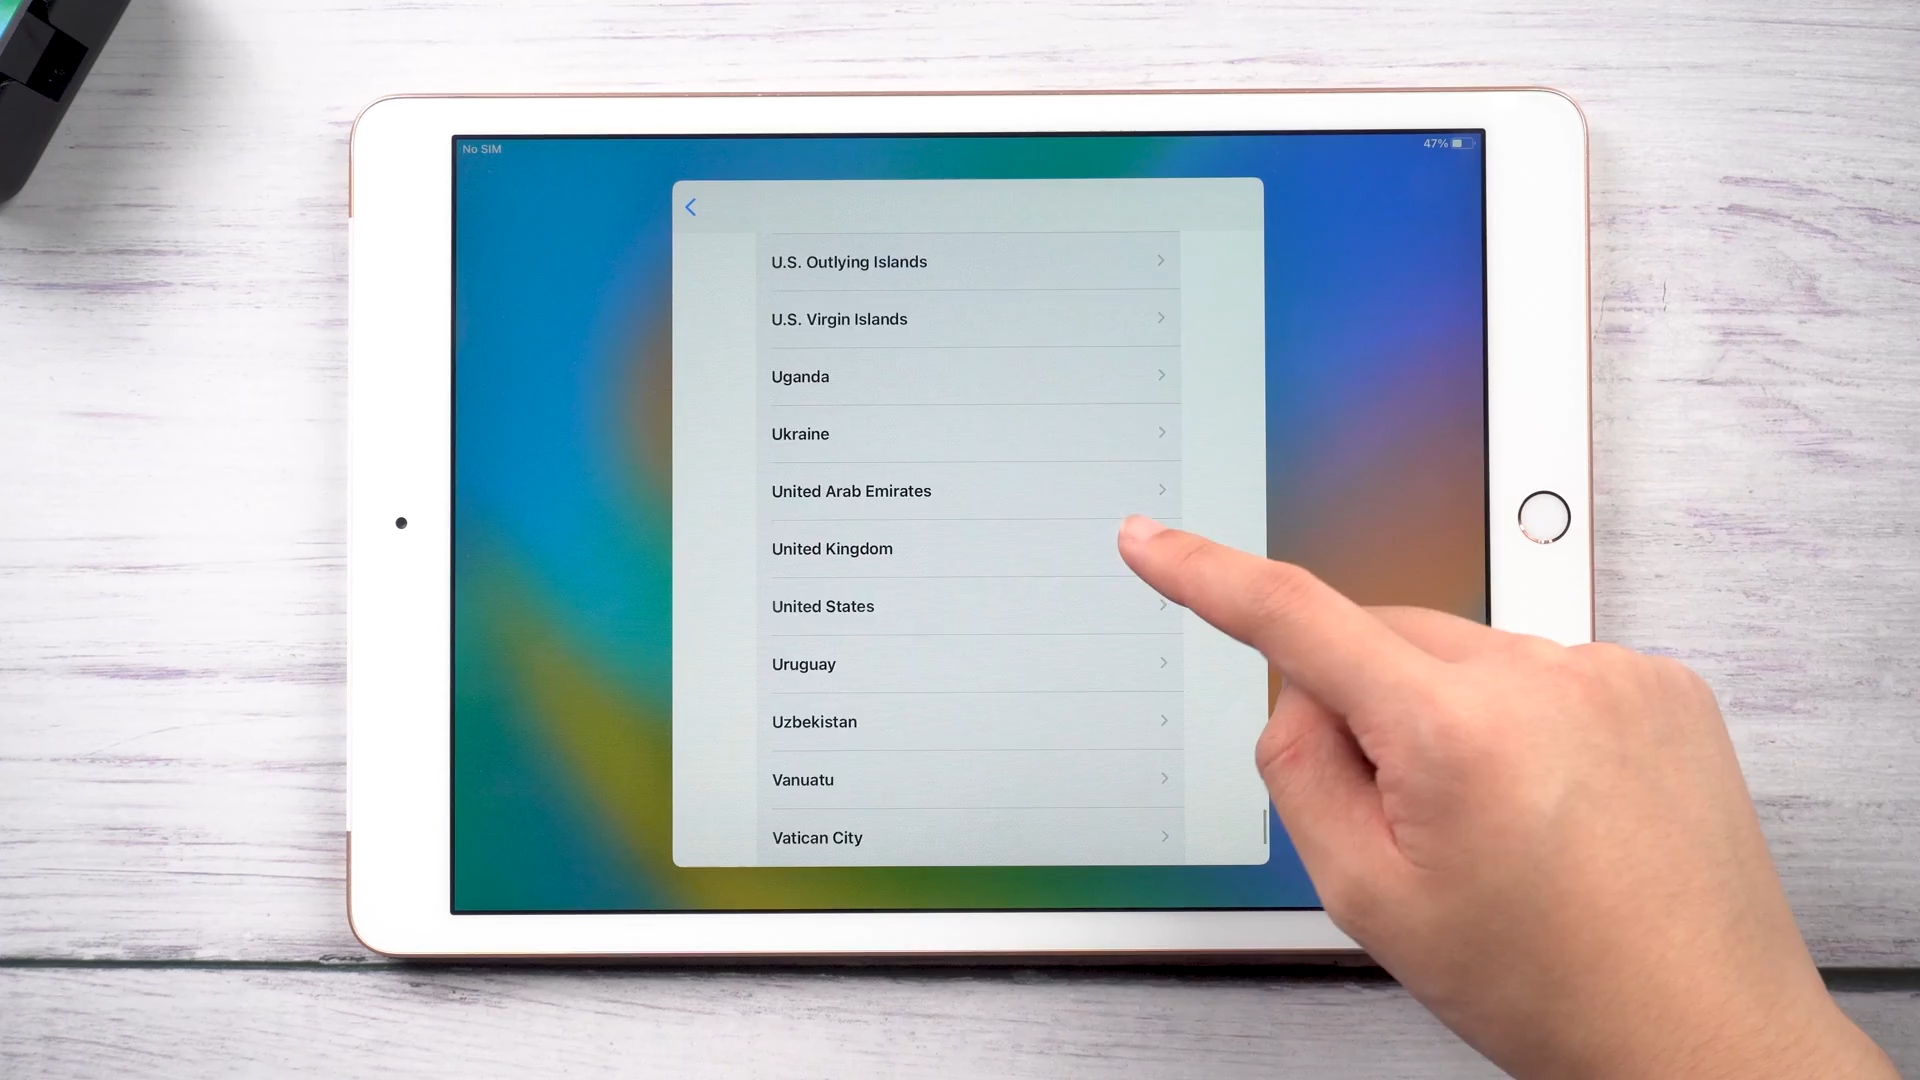 No SIM
47%
U.S. Outlying Islands
U.S. Virgin Islands
Uganda
Ukraine
United Arab Emirates
United Kingdom
United States
Uruguay
Uzbekistan
Vanuatu
Vatican City